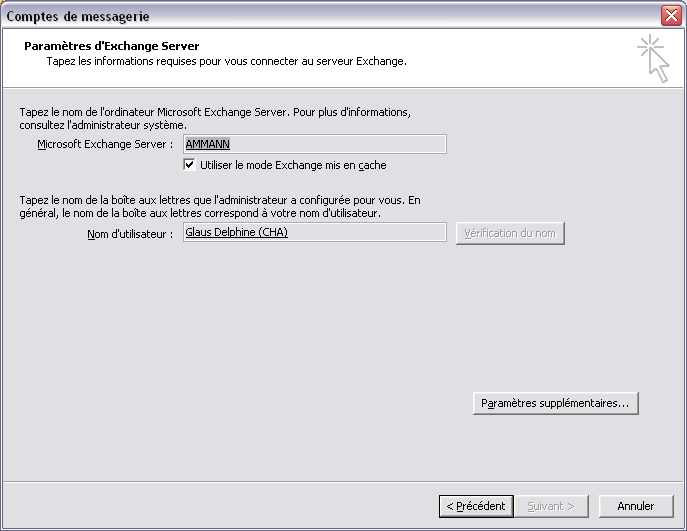 Comptes de messagerie
Paramètres d'Exchange Server
Tapez les informations requises pour vous connecter au serveur Exchange.
Tapez le nom de l'ordinateur Microsoft Exchange Server. Pour plus d'informations,
consultez l'administrateur système.
Microsoft Exchange Server : AMMANN
Utiliser le mode Exchange mis en cache
Tapez le nom de la boîte aux lettres que l'administrateur a configurée pour vous. En
général, le nom de la boîte aux lettres correspond à votre nom d'utilisateur.
Nom d'utilisateur : Glaus Delphine (CHA) Vérification du nom
Paramètres supplémentaires...
< Précédent Suivant > Annuler